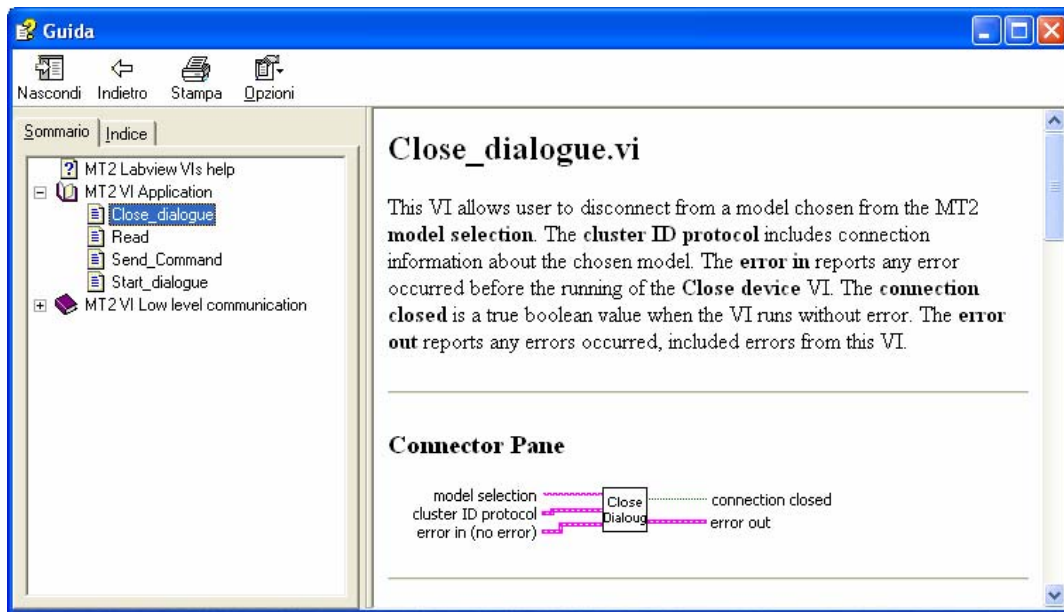 Guida
Nascondi Indietro Stampa Opzioni
Sommario Indice
MT2 Labview VIs help
MT2 VI Application
Close_dialogue
Read
Send_Command
Start_dialogue
MT2 VI Low level communication
Close_dialogue.vi
This VI allows user to disconnect from a model chosen from the MT2
model selection. The cluster ID protocol includes connection
information about the chosen model. The error in reports any error
occurred before the running of the Close device VI. The connection
closed is a true boolean value when the VI runs without error. The error
out reports any errors occurred, included errors from this VI.
Connector Pane
model selection
cluster ID protocol
error in (no error)
Close
Dialoug
connection closed
error out